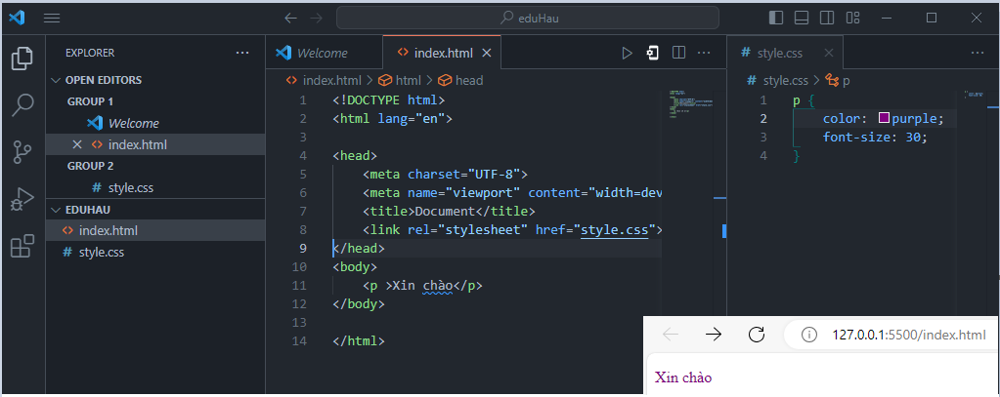 eduHau
EXPLORER
OPEN EDITORS
GROUP 1
Welcome
index.html
GROUP 2
style.css
EDUHAU
index.html
style.css
Welcome
index.html
index.html > html > head
1 <!DOCTYPE html>
2 <html lang="en">
3
4 <head>
5 <meta charset="UTF-8">
6 <meta name="viewport" content="width=dev
7 <title>Document</title>
8 <link rel="stylesheet" href="style.css">
9 </head>
10 <body>
11 <p >Xin chào</p>
12 </body>
13
14 </html>
style.css
style.css > p
1 p {
2 color: purple;
3 font-size: 30;
4 }
127.0.0.1:5500/index.html
Xin chào